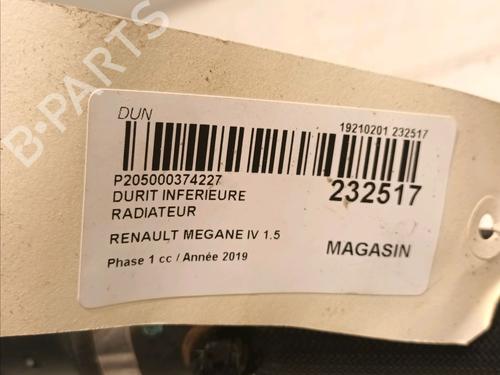 B-PARTS
DUN
19210201 232517
P205000374227
232517
DURIT INFERIEURE
RADIATEUR
RENAULT MEGANE IV 1.5
MAGASIN
Phase 1 cc / Année 2019